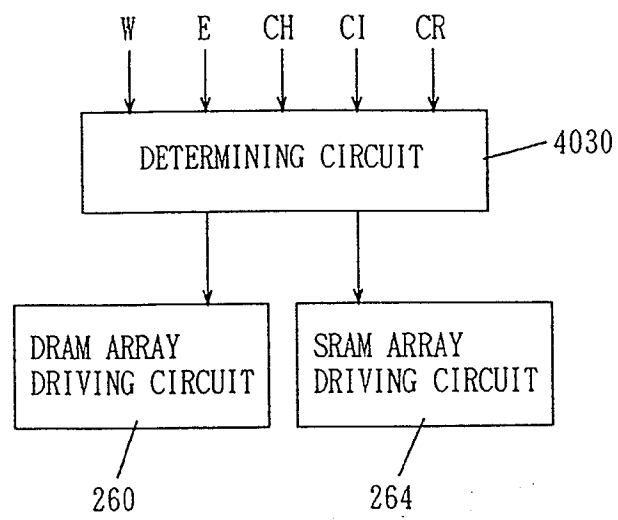 W E CH CI CR
DETERMINING CIRCUIT
4030
DRAM ARRAY
DRIVING CIRCUIT
SRAM ARRAY
DRIVING CIRCUIT
260
264